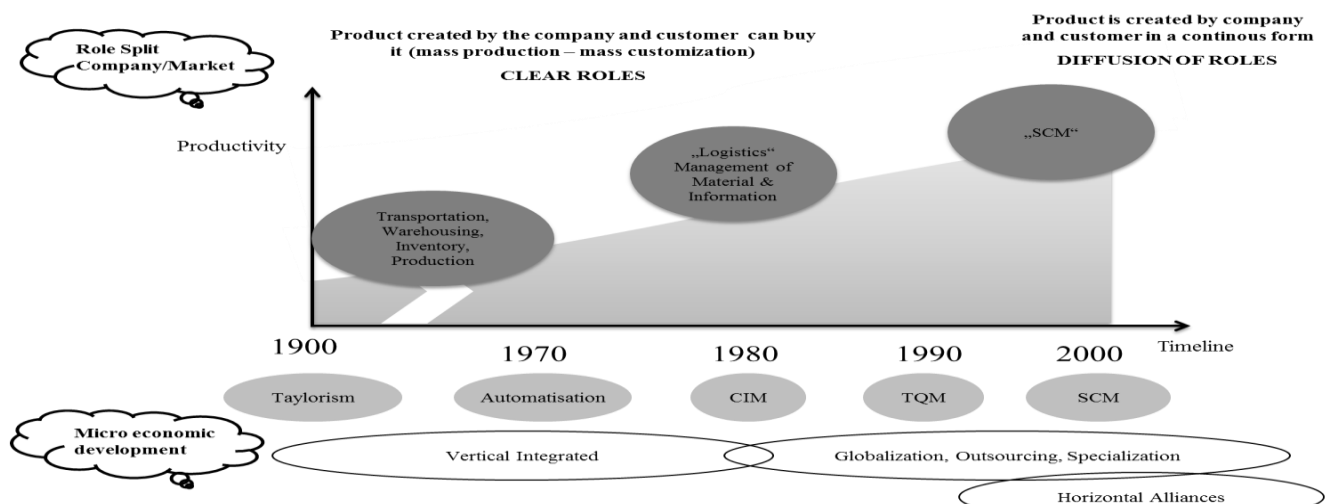 Role Split
Company/Market
Product created by the company and customer can buy
it (mass production – mass customization)
CLEAR ROLES
Product is created by company
and customer in a continous form
DIFFUSION OF ROLES
Productivity
„SCM“
„Logistics“
Management of
Material &
Information
Transportation,
Warehousing,
Inventory,
Production
1900
1970
1980
1990
2000
Timeline
Taylorism
Automatisation
CIM
TQM
SCM
Micro economic
development
Vertical Integrated
Globalization, Outsourcing, Specialization
Horizontal Alliances